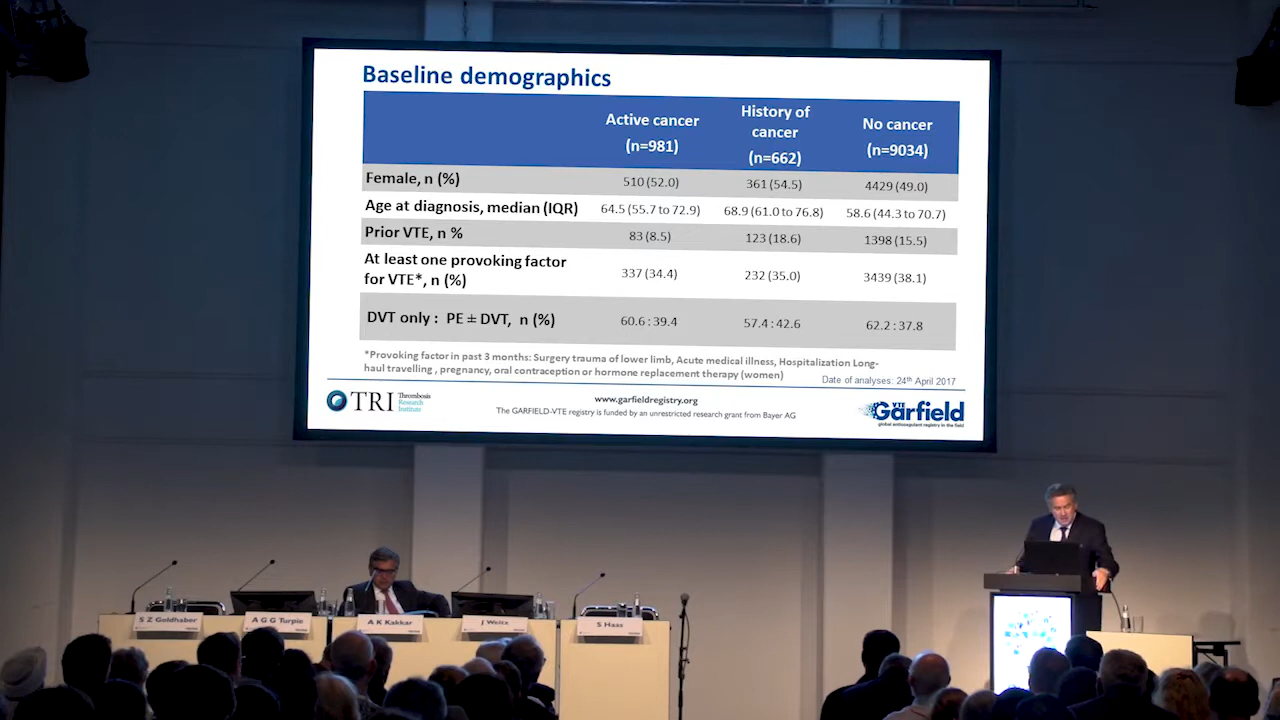 Baseline demographics
Active cancer
(n=981)
History of
cancer
(n=662)
No cancer
(n=9034)
Female, n (%)
510 (52.0)
361 (54.5)
4429 (49.0)
Age at diagnosis, median (IQR)
64.5 (55.7 to 72.9)
68.9 (61.0 to 76.8)
58.6 (44.3 to 70.7)
Prior VTE, n %
83 (8.5)
123 (18.6)
1398 (15.5)
At least one provoking factor
for VTE*, n (%)
337 (34.4)
232 (35.0)
3439 (38.1)
DVT only : PE ± DVT, n (%)
60.6 : 39.4
57.4 : 42.6
62.2 : 37.8
*Provoking factor in past 3 months: Surgery trauma of lower limb, Acute medical illness, Hospitalization Long-
haul travelling , pregnancy, oral contraception or hormone replacement therapy (women)
Date of analyses: 24th April 2017
TRI
Thrombosis
Research
Institute
www.garfieldregistry.org
The GARFIELD-VTE registry is funded by an unrestricted research grant from Bayer AG
VTE
Garfield
global anticoagulant registry in the field
S Z Goldhaber
A G G Turpie
A K Kakkar
J Weitz
S Haas